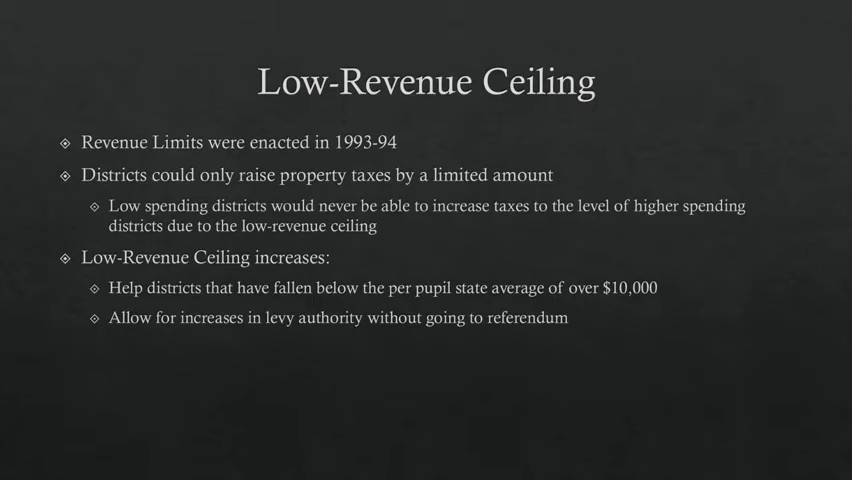 Low-Revenue Ceiling
Revenue Limits were enacted in 1993-94
Districts could only raise property taxes by a limited amount
Low spending districts would never be able to increase taxes to the level of higher spending
districts due to the low-revenue ceiling
Low-Revenue Ceiling increases:
Help districts that have fallen below the per pupil state average of over $10,000
Allow for increases in levy authority without going to referendum